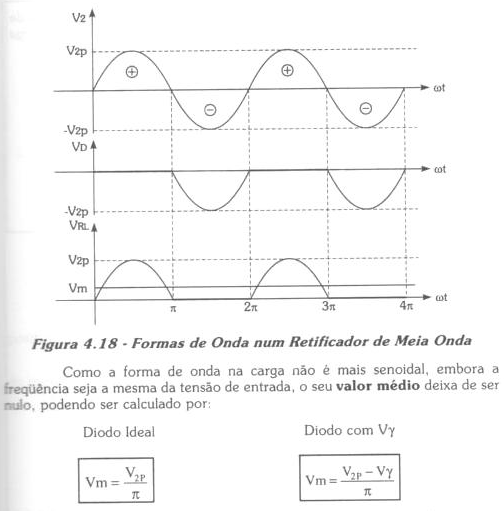 V2
V2p
⊕ ⊕
ωt
⊖ ⊖
-V2p
VD
ωt
-V2p
VRL
V2p
Vm
π 2π 3π 4π ωt
Figura 4.18 - Formas de Onda num Retificador de Meia Onda
Como a forma de onda na carga não é mais senoidal, embora a
freqüência seja a mesma da tensão de entrada, o seu valor médio deixa de ser
nulo, podendo ser calculado por:
Diodo Ideal Diodo com Vγ
Vm = V2P / π Vm = V2P − Vγ / π